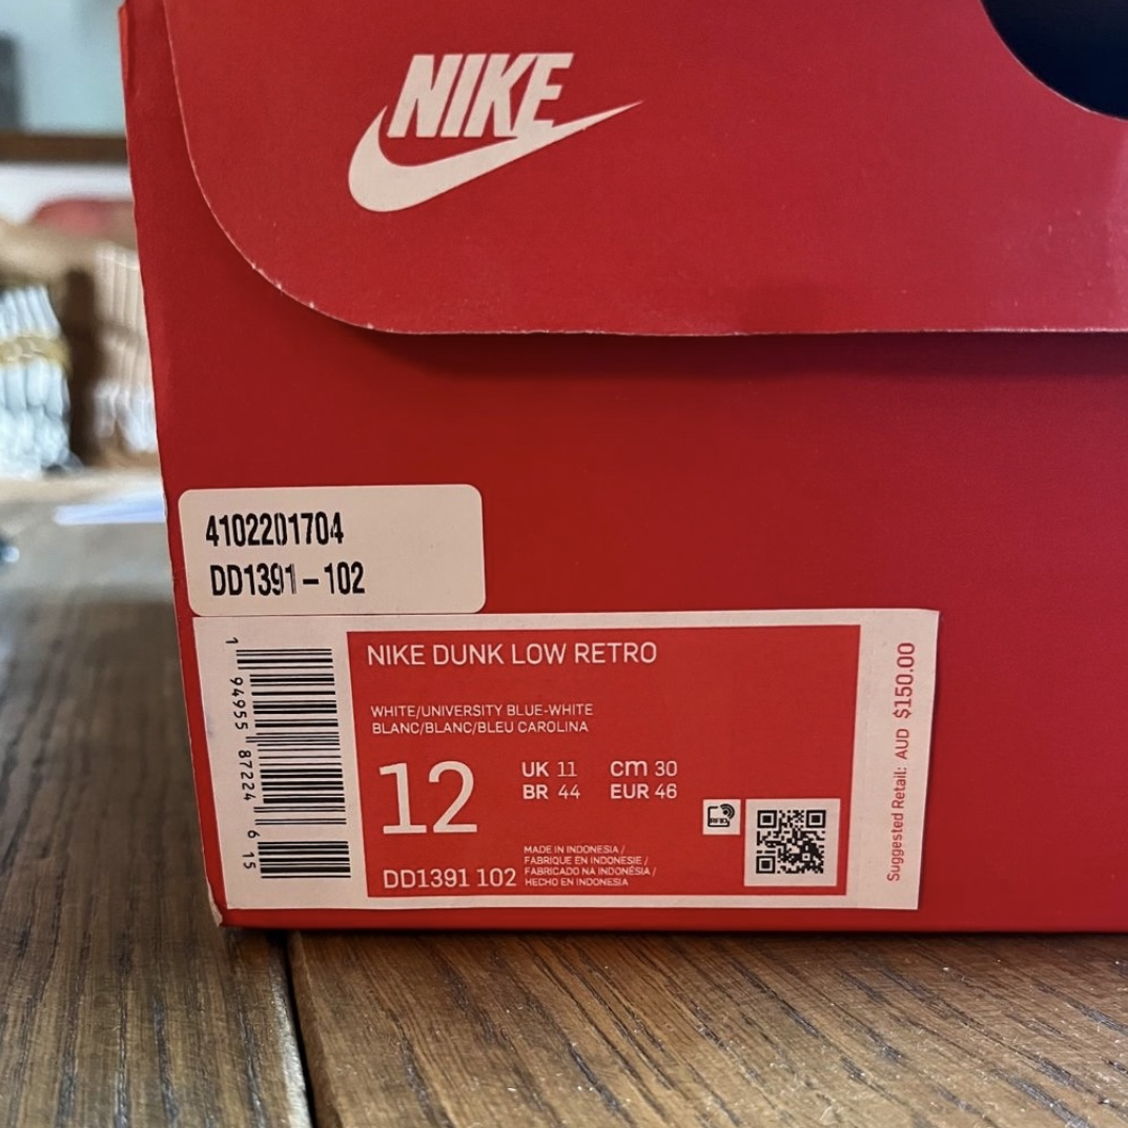 NIKE
4102201704
DD1391-102
1 94955 87224 6 15
NIKE DUNK LOW RETRO
WHITE/UNIVERSITY BLUE-WHITE
BLANC/BLANC/BLEU CAROLINA
12
UK 11 cm 30
BR 44 EUR 46
RFID
MADE IN INDONESIA /
FABRIQUE EN INDONESIE /
FABRICADO NA INDONÉSIA /
HECHO EN INDONESIA
DD1391 102
Suggested Retail: AUD $150.00